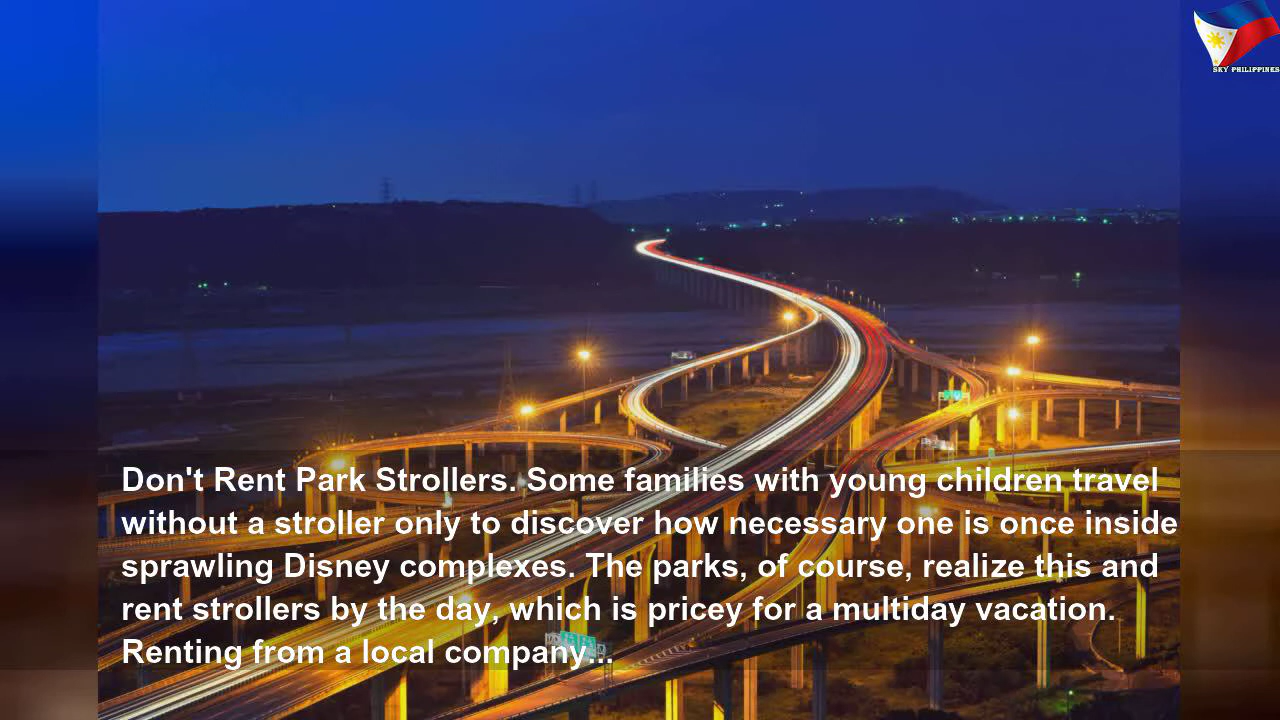 SKY PHILIPPINES
Don't Rent Park Strollers. Some families with young children travel
without a stroller only to discover how necessary one is once inside
sprawling Disney complexes. The parks, of course, realize this and
rent strollers by the day, which is pricey for a multiday vacation.
Renting from a local company...